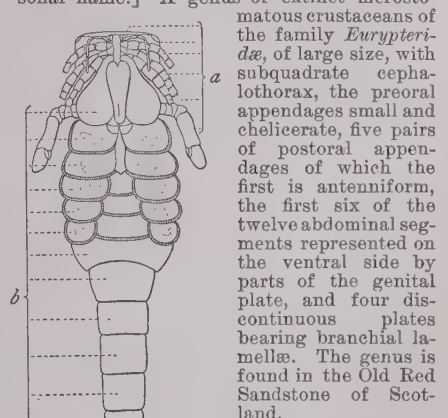 sonal name.] A genus of extinct merosto-
matous crustaceans of
the family Eurypteri-
dæ, of large size, with
subquadrate cepha-
lothorax, the preoral
appendages small and
chelicerate, five pairs
of postoral appen-
dages of which the
first is antenniform,
the first six of the
twelve abdominal seg-
ments represented on
the ventral side by
parts of the genital
plate, and four dis-
continuous plates
bearing branchial la-
mellæ. The genus is
found in the Old Red
Sandstone of Scot-
land.
a
b